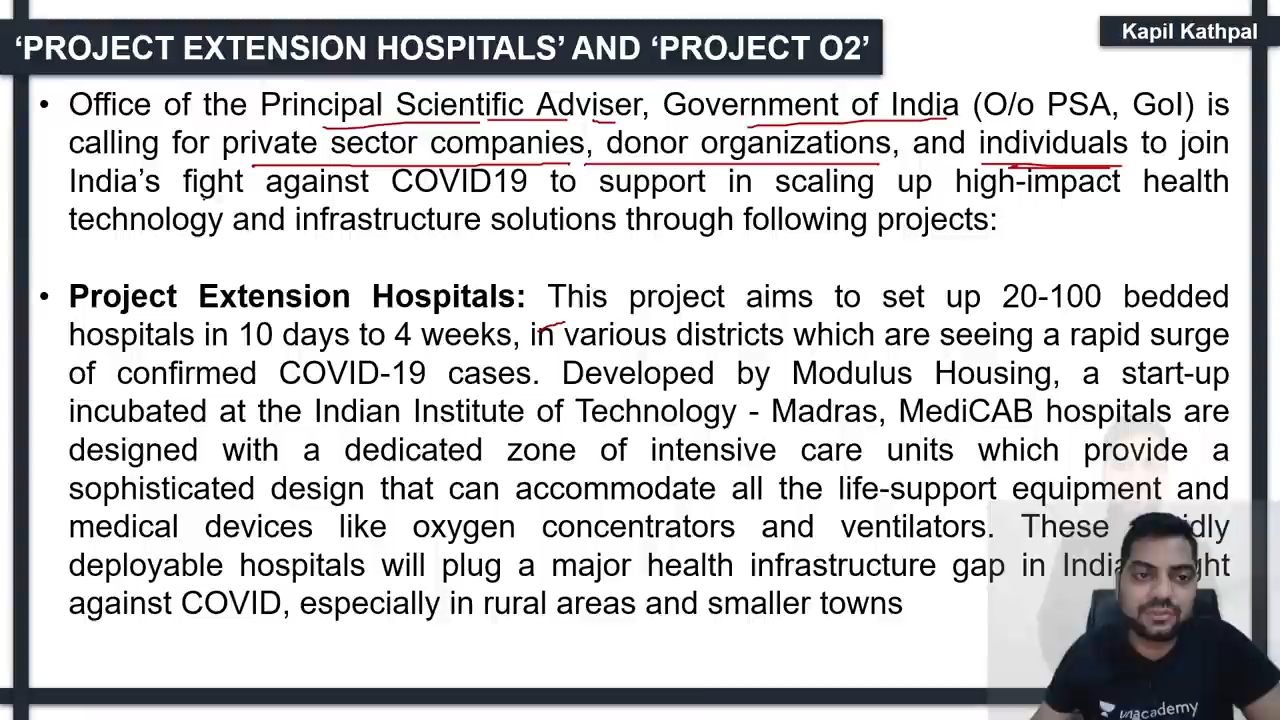 ‘PROJECT EXTENSION HOSPITALS’ AND ‘PROJECT O2’
Kapil Kathpal
• Office of the Principal Scientific Adviser, Government of India (O/o PSA, GoI) is
calling for private sector companies, donor organizations, and individuals to join
India’s fight against COVID19 to support in scaling up high-impact health
technology and infrastructure solutions through following projects:
• Project Extension Hospitals: This project aims to set up 20-100 bedded
hospitals in 10 days to 4 weeks, in various districts which are seeing a rapid surge
of confirmed COVID-19 cases. Developed by Modulus Housing, a start-up
incubated at the Indian Institute of Technology - Madras, MediCAB hospitals are
designed with a dedicated zone of intensive care units which provide a
sophisticated design that can accommodate all the life-support equipment and
medical devices like oxygen concentrators and ventilators. These
deployable hospitals will plug a major health infrastructure gap in
against COVID, especially in rural areas and smaller towns
unacademy